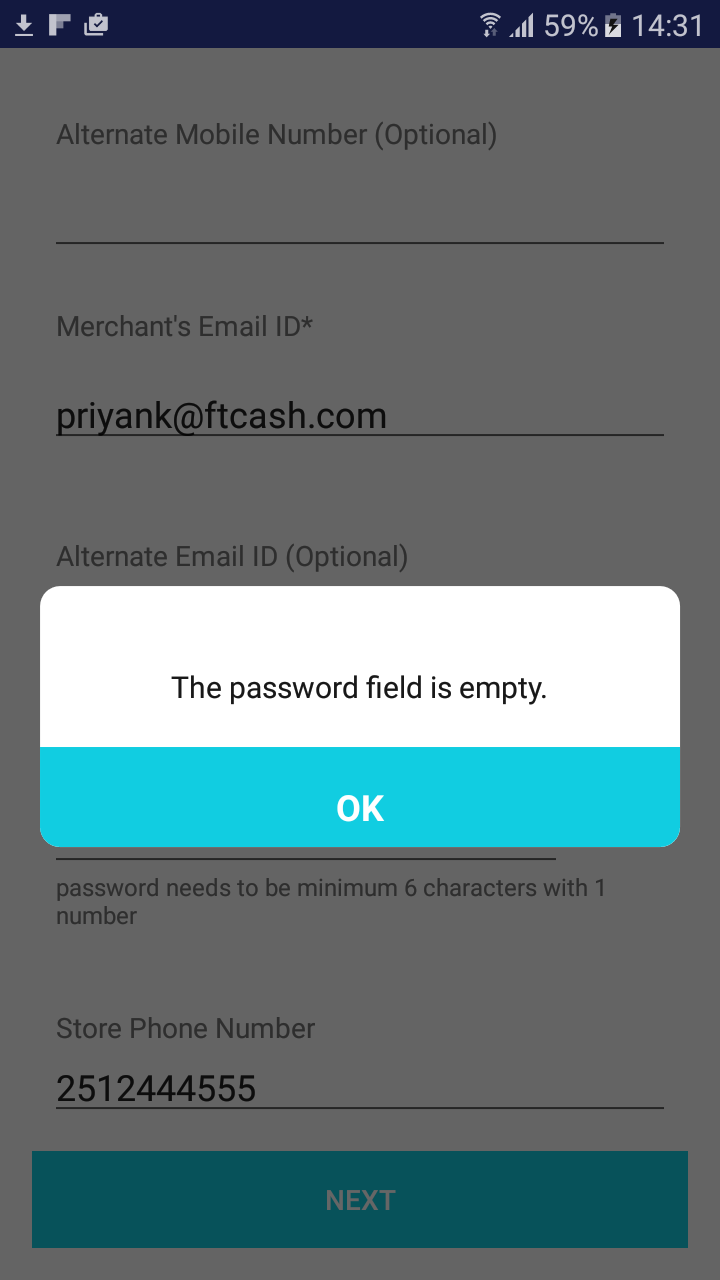 59% 14:31
Alternate Mobile Number (Optional)
Merchant's Email ID*
priyank@ftcash.com
Alternate Email ID (Optional)
The password field is empty.
OK
password needs to be minimum 6 characters with 1
number
Store Phone Number
2512444555
NEXT